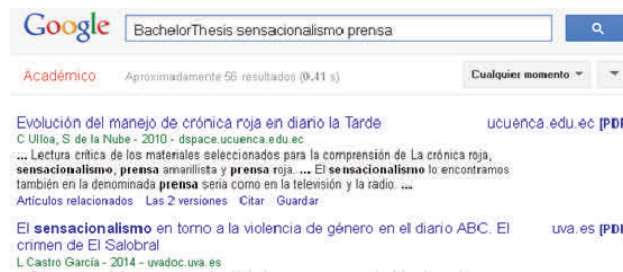 Google BachelorThesis sensacionalismo prensa
Académico Aproximadamente 56 resultados (0.41 s) Cualquier momento
Evolución del manejo de crónica roja en diario la Tarde ucuenca.edu.ec [PDF
C Ulloa, S de la Nube - 2010 - dspace.ucuenca.edu.ec
... Lectura crítica de los materiales seleccionados para la comprensión de La crónica roja,
sensacionalismo, prensa amarillista y prensa roja. ... El sensacionalismo lo encontramos
también en la denominada prensa seria como en la televisión y la radio. ...
Artículos relacionados Las 2 versiones Citar Guardar
El sensacionalismo en torno a la violencia de género en el diario ABC. El uva.es [PDF
crimen de El Salobral
L Castro García - 2014 - uvadoc.uva.es